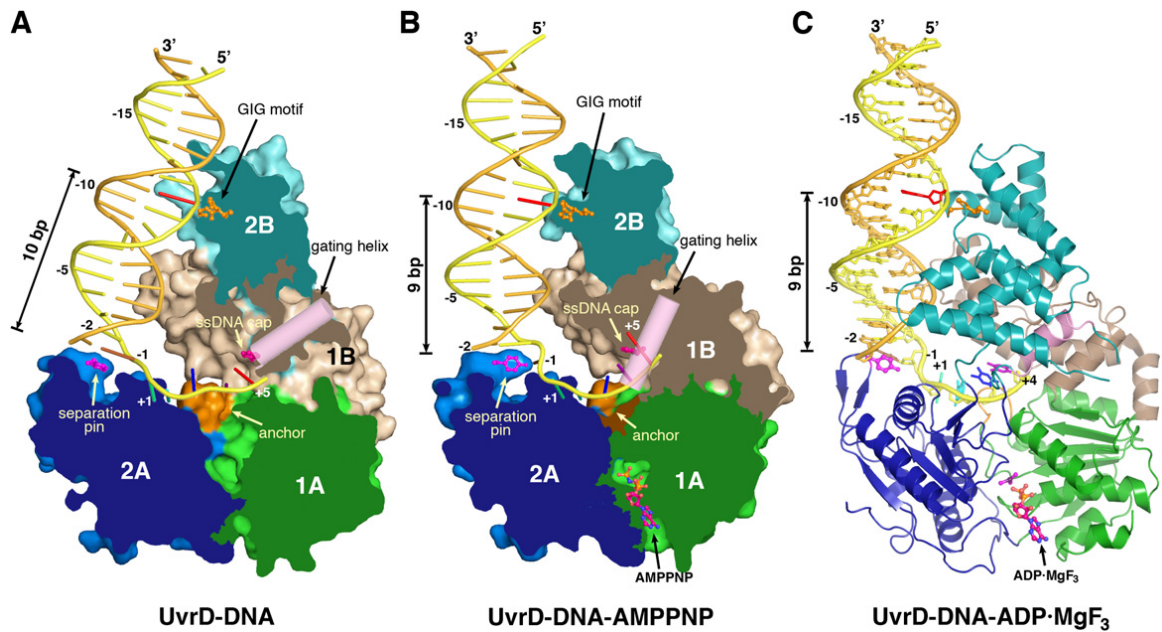 A
3’
5’
-15
GIG motif
-10
10 bp
2B
gating helix
-5
ssDNA cap
-2
-1
1B
+1
+5
separation
pin
anchor
2A
1A
UvrD-DNA
B
3’
5’
-15
GIG motif
-10
9 bp
2B
gating helix
-5
ssDNA cap
+5
-2
-1
1B
+1
separation
pin
anchor
2A
1A
AMPPNP
UvrD-DNA-AMPPNP
C
3’
5’
-15
-10
9 bp
-5
-2
-1
+1
+4
ADP·MgF3
UvrD-DNA-ADP·MgF3